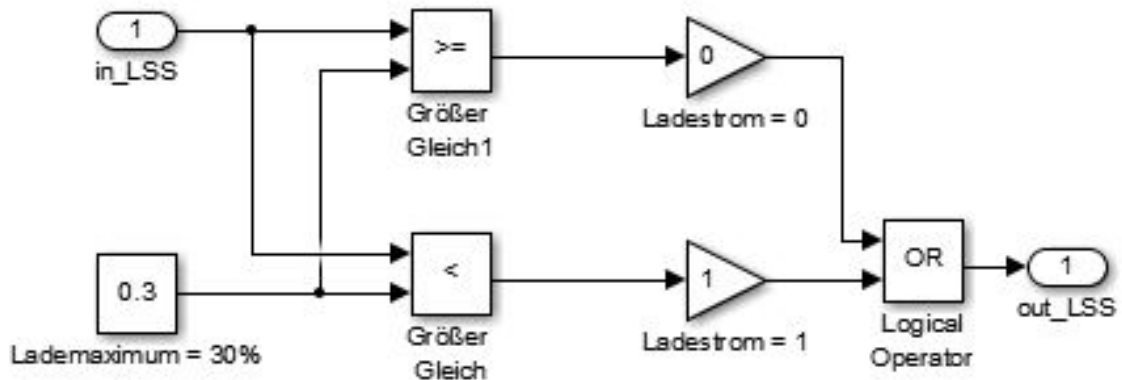 1
in_LSS
>=
Größer
Gleich1
0
Ladestrom = 0
0.3
Lademaximum = 30%
<
Größer
Gleich
1
Ladestrom = 1
OR
Logical
Operator
1
out_LSS